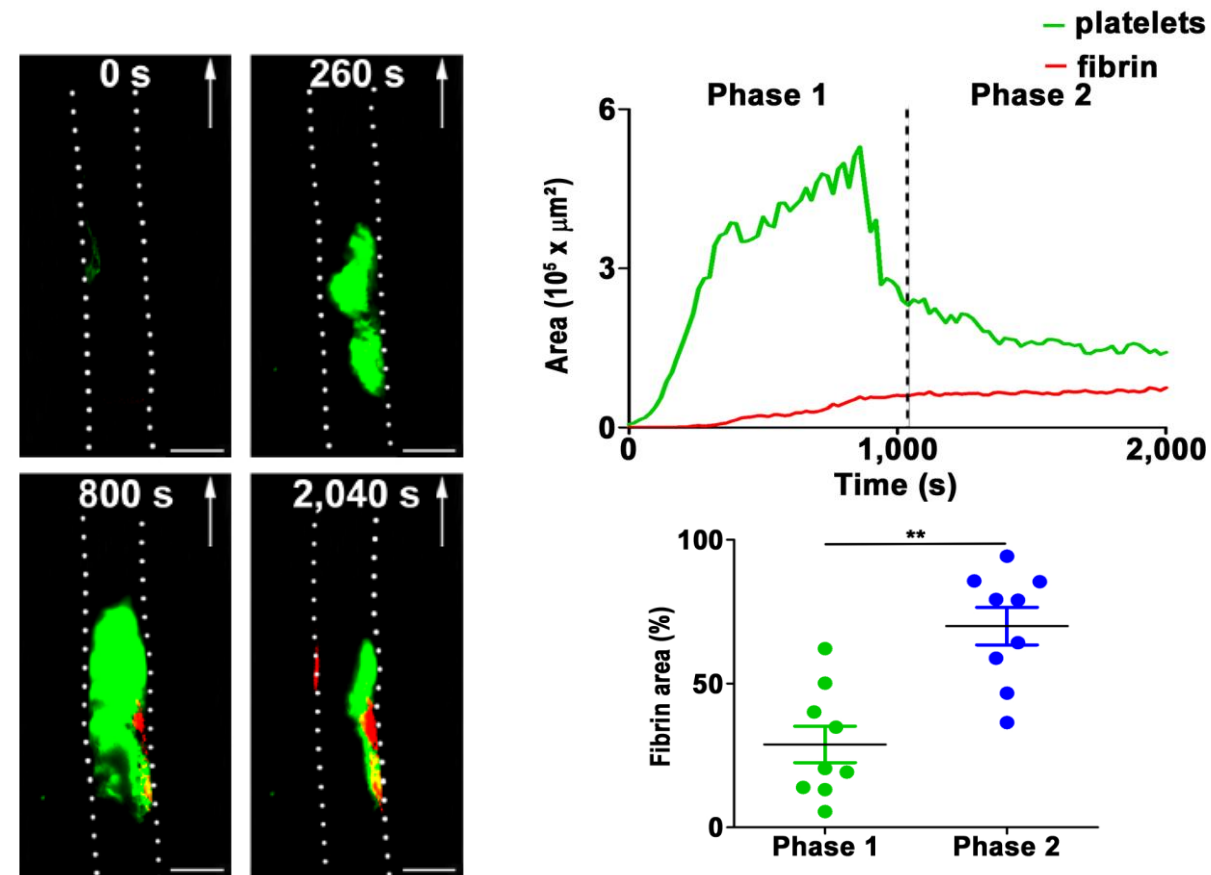 0 s
260 s
800 s
2,040 s
platelets
fibrin
Phase 1
Phase 2
Area (10⁵ x µm²)
6
3
0
0
1,000
2,000
Time (s)
Fibrin area (%)
100
50
0
**
Phase 1
Phase 2